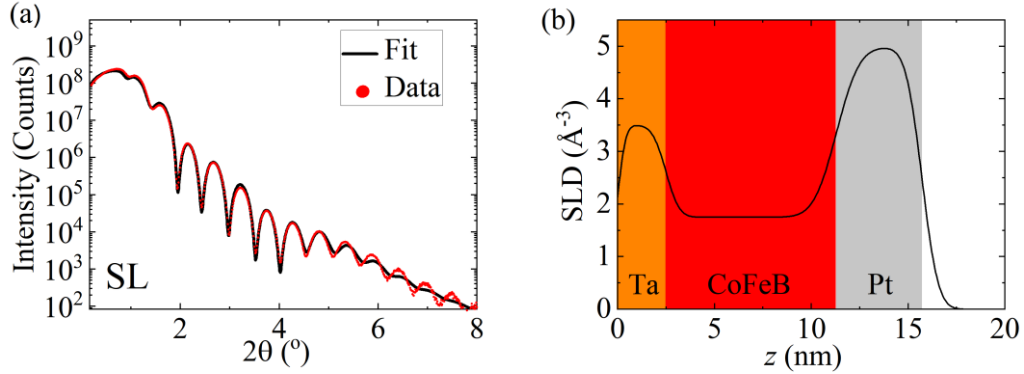 (a)
Intensity (Counts)
10⁹
10⁸
10⁷
10⁶
10⁵
10⁴
10³
10²
Fit
Data
SL
2
4
6
8
2θ (°)
(b)
SLD (Å⁻³)
5
4
3
2
1
0
Ta
CoFeB
Pt
0
5
10
15
20
z (nm)